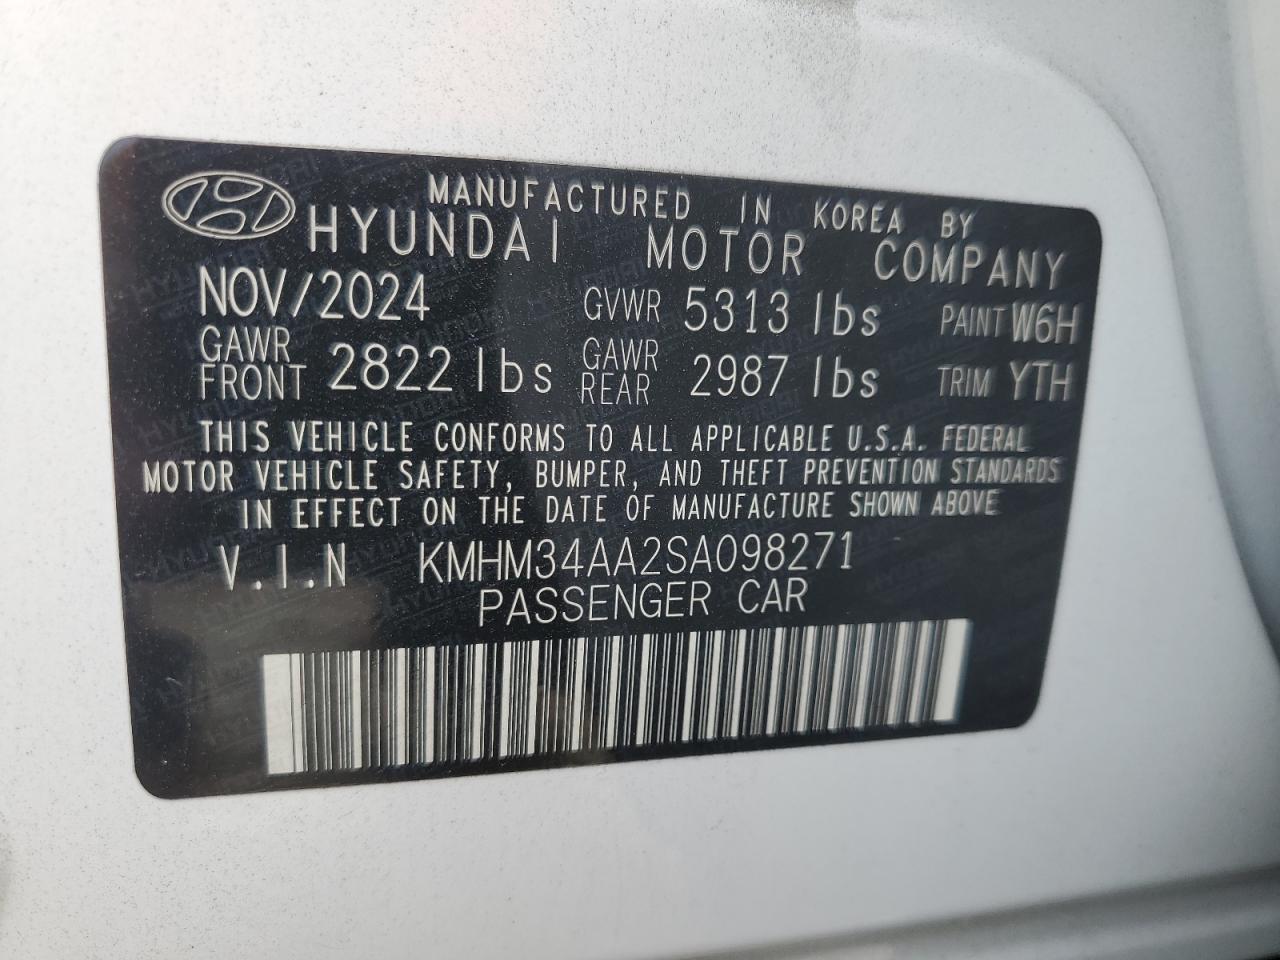 MANUFACTURED IN KOREA BY
HYUNDAI MOTOR COMPANY
NOV/2024 GVWR 5313 lbs PAINT W6H
GAWR FRONT 2822 lbs GAWR REAR 2987 lbs TRIM YTH
THIS VEHICLE CONFORMS TO ALL APPLICABLE U.S.A. FEDERAL
MOTOR VEHICLE SAFETY, BUMPER, AND THEFT PREVENTION STANDARDS
IN EFFECT ON THE DATE OF MANUFACTURE SHOWN ABOVE
V.I.N KMHM34AA2SA098271
PASSENGER CAR